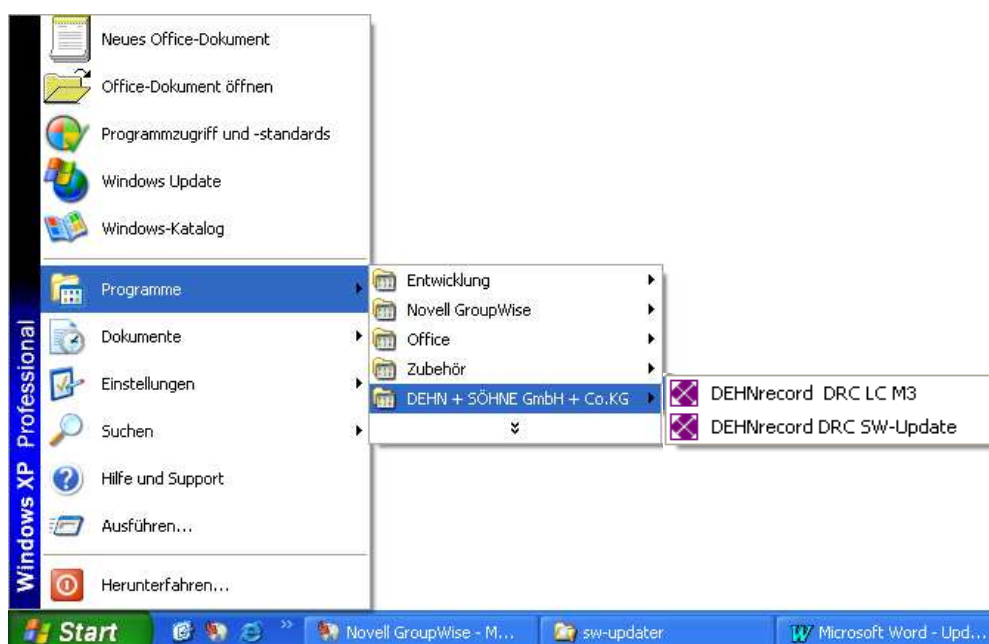 Neues Office-Dokument
Office-Dokument öffnen
Programmzugriff und -standards
Windows Update
Windows-Katalog
Programme
Dokumente
Einstellungen
Suchen
Hilfe und Support
Ausführen...
Herunterfahren...
Windows XP Professional
Entwicklung
Novell GroupWise
Office
Zubehör
DEHN + SÖHNE GmbH + Co.KG
DEHNrecord DRC LC M3
DEHNrecord DRC SW-Update
Start
Novell GroupWise - M...
sw-updater
Microsoft Word - Upd...